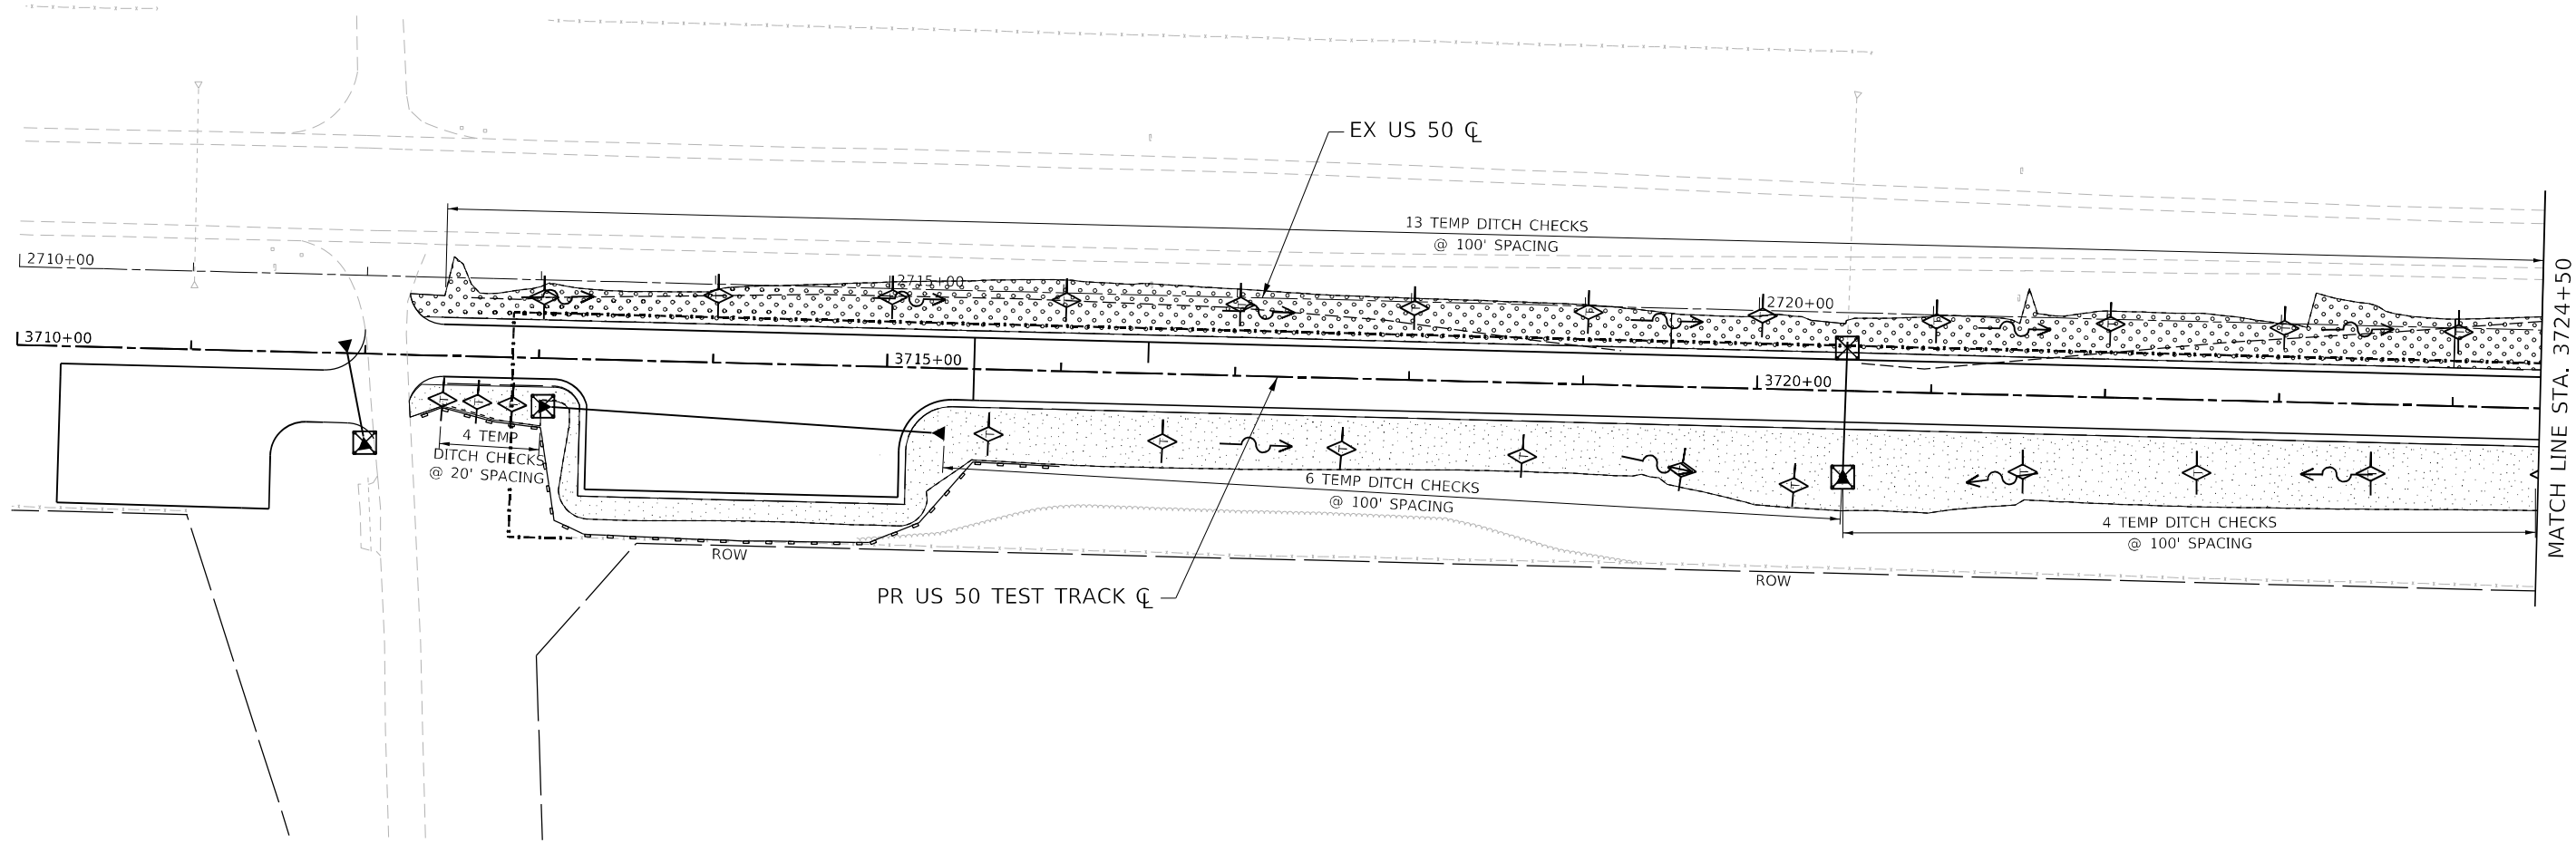 EX US 50 ℄
13 TEMP DITCH CHECKS
@ 100' SPACING
2710+00
2715+00
2720+00
3710+00
3715+00
3720+00
4 TEMP
DITCH CHECKS
@ 20' SPACING
6 TEMP DITCH CHECKS
@ 100' SPACING
4 TEMP DITCH CHECKS
@ 100' SPACING
ROW
ROW
PR US 50 TEST TRACK ℄
MATCH LINE STA. 3724+50